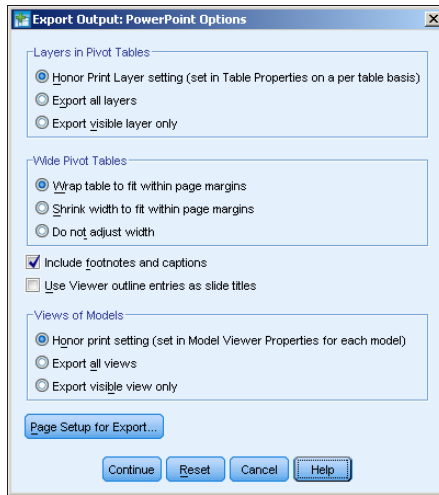 Export Output: PowerPoint Options
Layers in Pivot Tables
Honor Print Layer setting (set in Table Properties on a per table basis)
Export all layers
Export visible layer only
Wide Pivot Tables
Wrap table to fit within page margins
Shrink width to fit within page margins
Do not adjust width
Include footnotes and captions
Use Viewer outline entries as slide titles
Views of Models
Honor print setting (set in Model Viewer Properties for each model)
Export all views
Export visible view only
Page Setup for Export...
Continue Reset Cancel Help